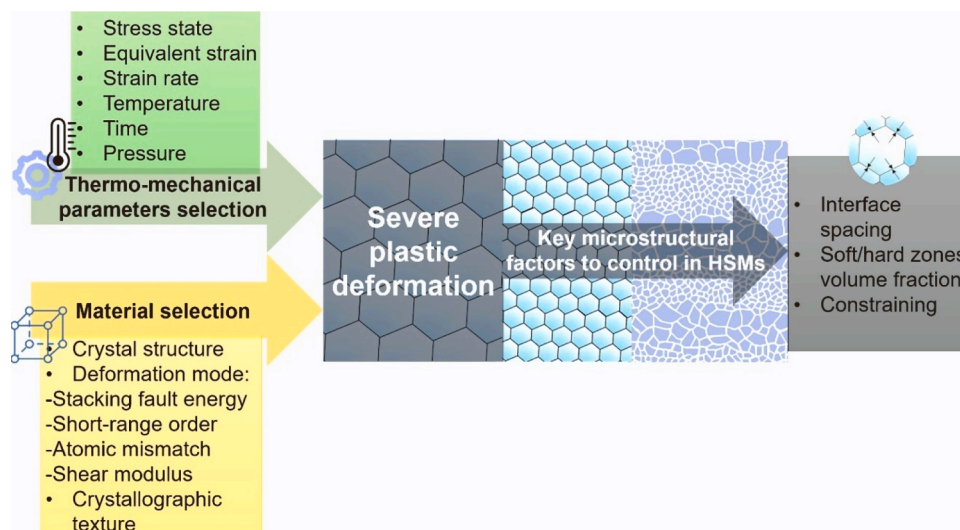 • Stress state
• Equivalent strain
• Strain rate
• Temperature
• Time
• Pressure
Thermo-mechanical
parameters selection
Material selection
• Crystal structure
• Deformation mode:
-Stacking fault energy
-Short-range order
-Atomic mismatch
-Shear modulus
• Crystallographic
texture
Severe
plastic
deformation
Key microstructural
factors to control in HSMs
• Interface
spacing
• Soft/hard zones
volume fraction
• Constraining